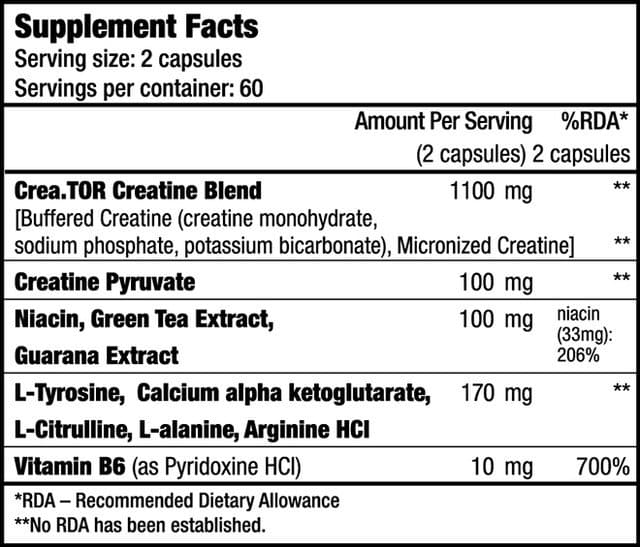 Supplement Facts
Serving size: 2 capsules
Servings per container: 60
Amount Per Serving %RDA*
(2 capsules) 2 capsules
Crea.TOR Creatine Blend 1100 mg **
[Buffered Creatine (creatine monohydrate,
sodium phosphate, potassium bicarbonate), Micronized Creatine] **
Creatine Pyruvate 100 mg **
Niacin, Green Tea Extract, 100 mg niacin
(33mg):
Guarana Extract 206%
L-Tyrosine, Calcium alpha ketoglutarate, 170 mg **
L-Citrulline, L-alanine, Arginine HCl
Vitamin B6 (as Pyridoxine HCl) 10 mg 700%
*RDA – Recommended Dietary Allowance
**No RDA has been established.